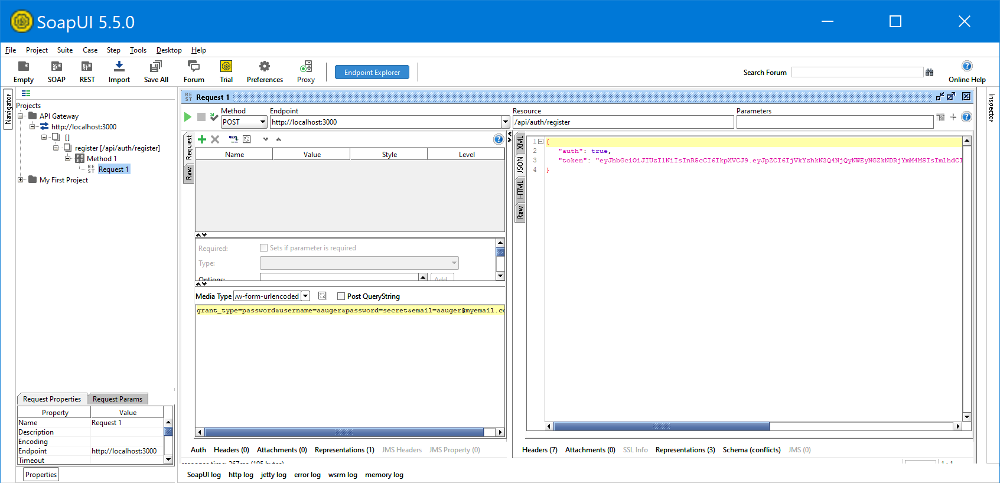 SoapUI 5.5.0
File Project Suite Case Step Tools Desktop Help
Empty SOAP REST Import Save All Forum Trial Preferences Proxy Endpoint Explorer Search Forum Online Help
Navigator
Projects
API Gateway
http://localhost:3000
[]
register [/api/auth/register]
Method 1
Request 1
My First Project
Request Properties Request Params
Property Value
Name Request 1
Description
Encoding
Endpoint http://localhost:3000
Timeout
Properties
Request 1
Method Endpoint Resource Parameters
POST http://localhost:3000 /api/auth/register
Request
Raw
Name Value Style Level
Required: Sets if parameter is required
Type:
Options: Add
Media Type /w-form-urlencoded Post QueryString
grant_type=password&username=aauger&password=secret&email=aauger@myemail.co
Auth Headers (0) Attachments (0) Representations (1) JMS Headers JMS Property (0)
response time: 267ms (195 bytes)
XML
JSON
HTML
Raw
1 {
2 "auth": true,
3 "token": "eyJhbGciOiJIUzI1NiIsInR5cCI6IkpXVCJ9.eyJpZCI6IjVkYzhkN2Q4NjQyNWEyNGZkNDRjYmM4MSIsImlhdCI
4 }
Headers (7) Attachments (0) SSL Info Representations (3) Schema (conflicts) JMS (0)
1 : 1
Inspector
SoapUI log http log jetty log error log wsrm log memory log